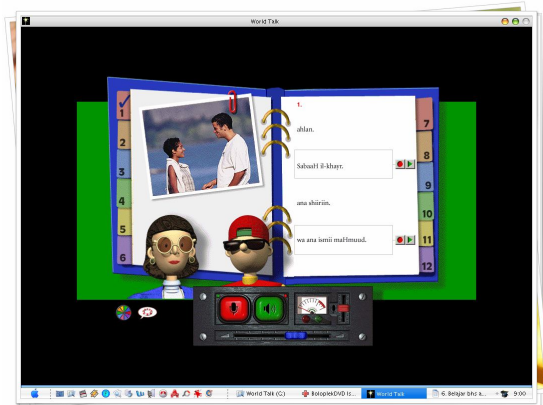 World Talk
1
2
3
4
5
6
1.
ahlan.
SabaaH il-khayr.
ana shiiriin.
wa ana ismii maHmuud.
7
8
9
10
11
12
World Talk (G:)
BoloplekDVD Is...
World Talk
6. Belajar bhs a...
9:00